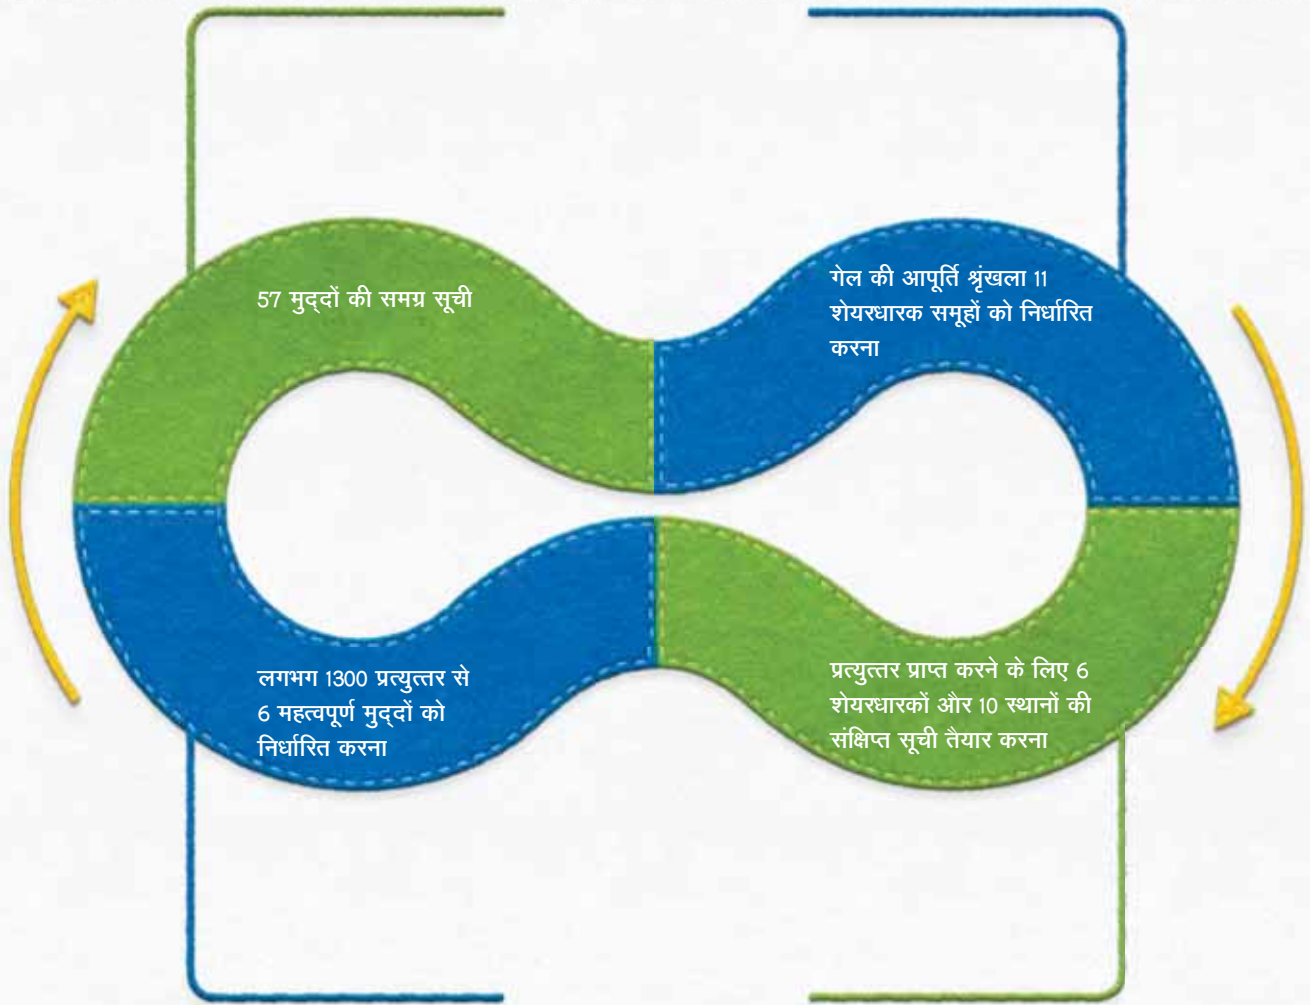 57 मुद्दों की समग्र सूची
गेल की आपूर्ति श्रृंखला 11
शेयरधारक समूहों को निर्धारित
करना
लगभग 1300 प्रत्युत्तर से
6 महत्वपूर्ण मुद्दों को
निर्धारित करना
प्रत्युत्तर प्राप्त करने के लिए 6
शेयरधारकों और 10 स्थानों की
संक्षिप्त सूची तैयार करना